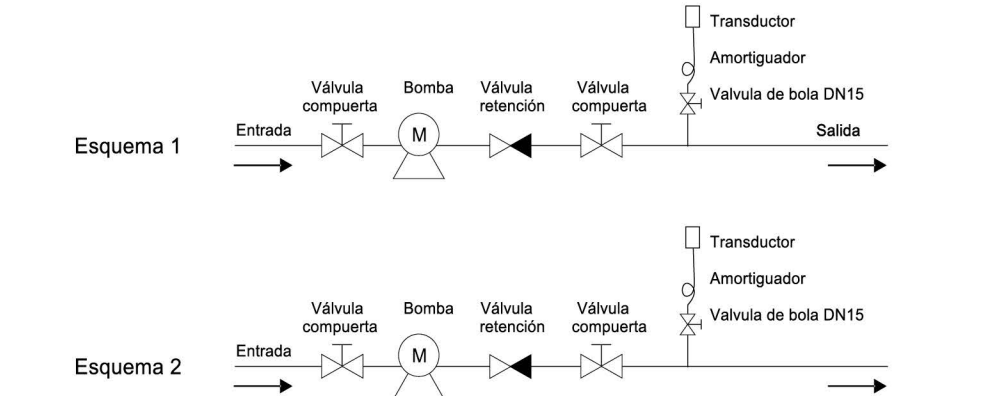 Transductor
Amortiguador
Valvula de bola DN15
Válvula compuerta
Bomba
Válvula retención
Válvula compuerta
M
Esquema 1
Entrada
Salida
Transductor
Amortiguador
Valvula de bola DN15
Válvula compuerta
Bomba
Válvula retención
Válvula compuerta
M
Esquema 2
Entrada